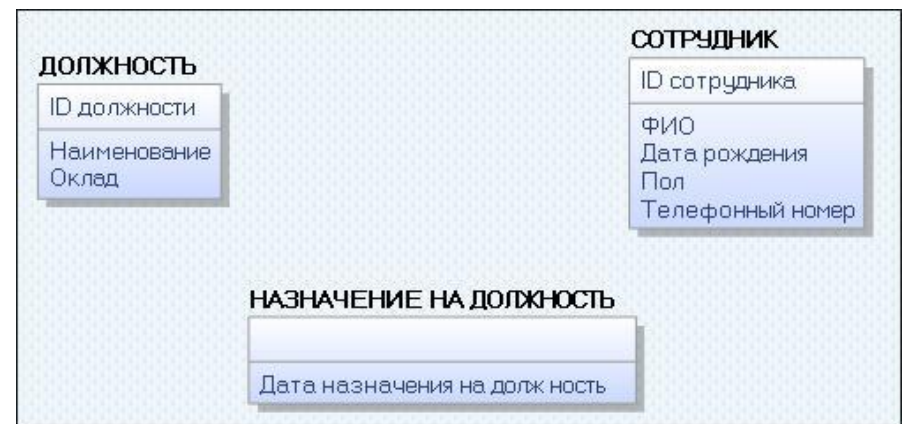 ДОЛЖНОСТЬ
ID должности
Наименование
Оклад
СОТРУДНИК
ID сотрудника
ФИО
Дата рождения
Пол
Телефонный номер
НАЗНАЧЕНИЕ НА ДОЛЖНОСТЬ
Дата назначения на долж ность